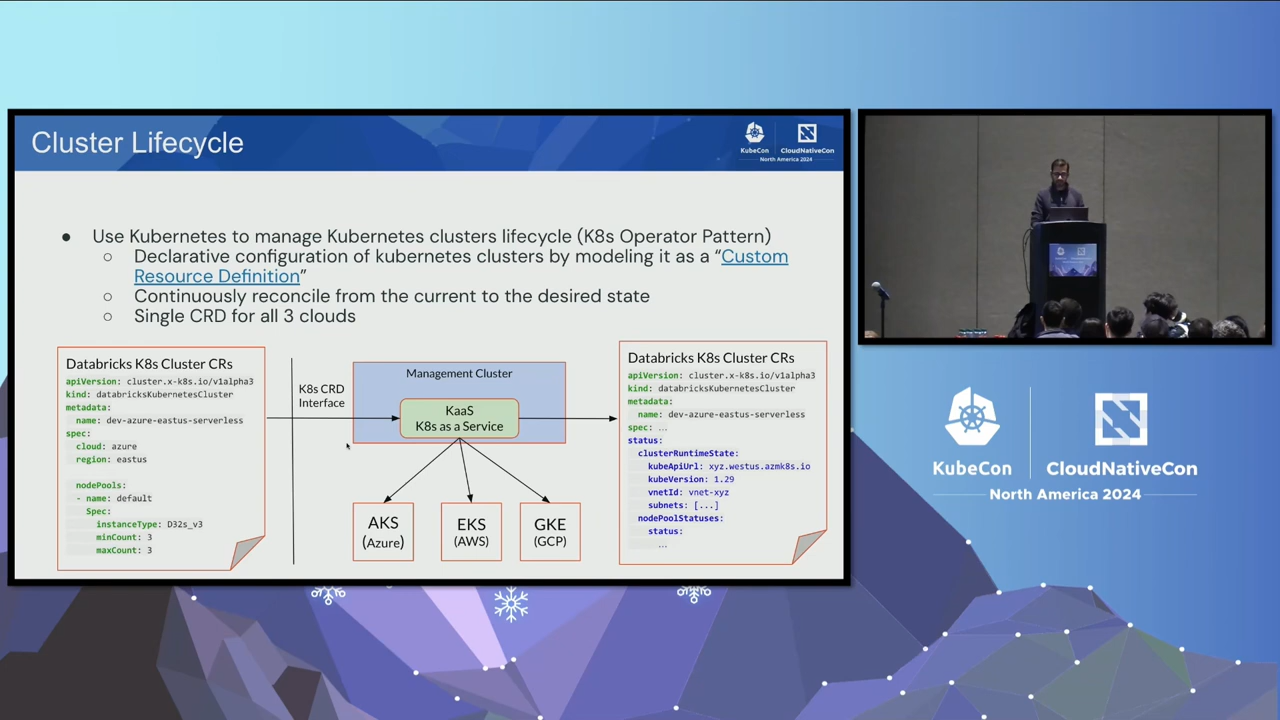 Cluster Lifecycle
KubeCon
CloudNativeCon
North America 2024
● Use Kubernetes to manage Kubernetes clusters lifecycle (K8s Operator Pattern)
○ Declarative configuration of kubernetes clusters by modeling it as a “Custom
Resource Definition”
○ Continuously reconcile from the current to the desired state
○ Single CRD for all 3 clouds
Databricks K8s Cluster CRs
apiVersion: cluster.x-k8s.io/v1alpha3
kind: databricksKubernetesCluster
metadata:
name: dev-azure-eastus-serverless
spec:
cloud: azure
region: eastus
nodePools:
- name: default
Spec:
instanceType: D32s_v3
minCount: 3
maxCount: 3
K8s CRD
Interface
Management Cluster
KaaS
K8s as a Service
AKS
(Azure)
EKS
(AWS)
GKE
(GCP)
Databricks K8s Cluster CRs
apiVersion: cluster.x-k8s.io/v1alpha3
kind: databricksKubernetesCluster
metadata:
name: dev-azure-eastus-serverless
spec: ...
status:
clusterRuntimeState:
kubeApiUrl: xyz.westus.azmk8s.io
kubeVersion: 1.29
vnetId: vnet-xyz
subnets: [...]
nodePoolStatuses:
status:
...
KubeCon
CloudNativeCon
North America 2024